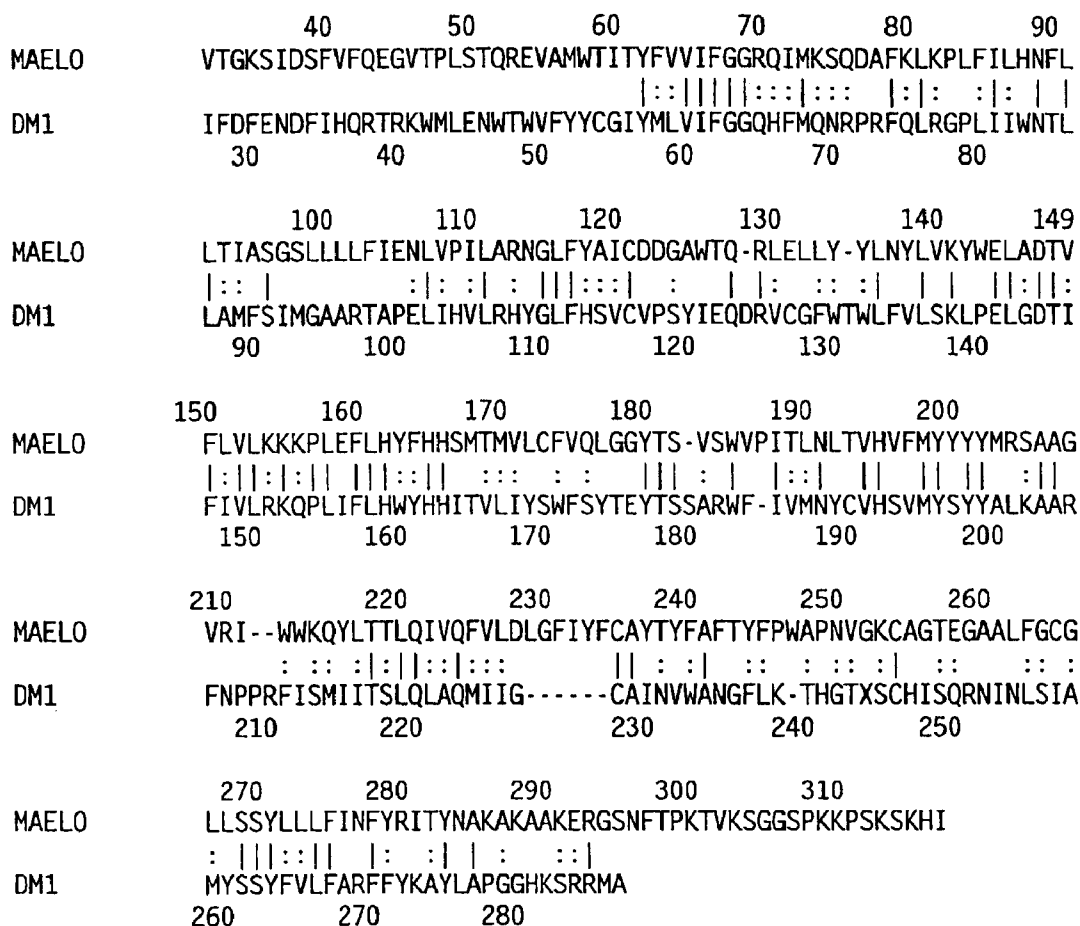 40 50 60 70 80 90
MAELO VTGKSIDSFVFQEGVTPLSTQREVAMWTITYFVVIFGGRQIMKSQDAFKLKPLFILHNFL
|::|||||:::|:::  |:|:  :|: | |
DM1 IFDFENDFIHQRTRKWMLENWTWVFYYCGIYMLVIFGGQHFMQNRPRFQLRGPLIIWNTL
30 40 50 60 70 80
100 110 120 130 140 149
MAELO LTIASGSLLLLFIENLVPILARNGLFYAICDDGAWTQ-RLELLY-YLNYLVKYWELADTV
|:: |         :|:| :|||:::|  : :  | |:  :: :|  | | ||:||:
DM1 LAMFSIMGAARTAPELIHVLRHYGLFHSVCVPSYIEQDRVCGFWTWLFVLSKLPELGDTI
90 100 110 120 130 140
150 160 170 180 190 200
MAELO FLVLKKKPLEFLHYFHHSMTMVLCFVQLGGYTS-VSWVPITLNLTVHVFMYYYYMRSAAG
|:||:|:|| |||::||  ::: : :   ||| : |  |::|  || || || :||
DM1 FIVLRKQPLIFLHWYHHITVLIYSWFSYTEYTSSARWF-IVMNYCVHSVMYSYYALKAAR
150 160 170 180 190 200
210 220 230 240 250 260
MAELO VRI--WWKQYLTTLQIVQFVLDLGFIYFCAYTYFAFTYFPWAPNVGKCAGTEGAALFGCG
: :: :|:||::|:::       || : :|  ::  : :: |  ::   :: :
DM1 FNPPRFISMIITSLQLAQMIIG------CAINVWANGFLK-THGTXSCHISQRNINLSIA
210 220 230 240 250
270 280 290 300 310
MAELO LLSSYLLLFINFYRITYNAKAKAAKERGSNFTPKTVKSGGSPKKPSKSKHI
: |||::||  |:  :| | :   ::|
DM1 MYSSYFVLFARFFYKAYLAPGGHKSRRMA
260 270 280